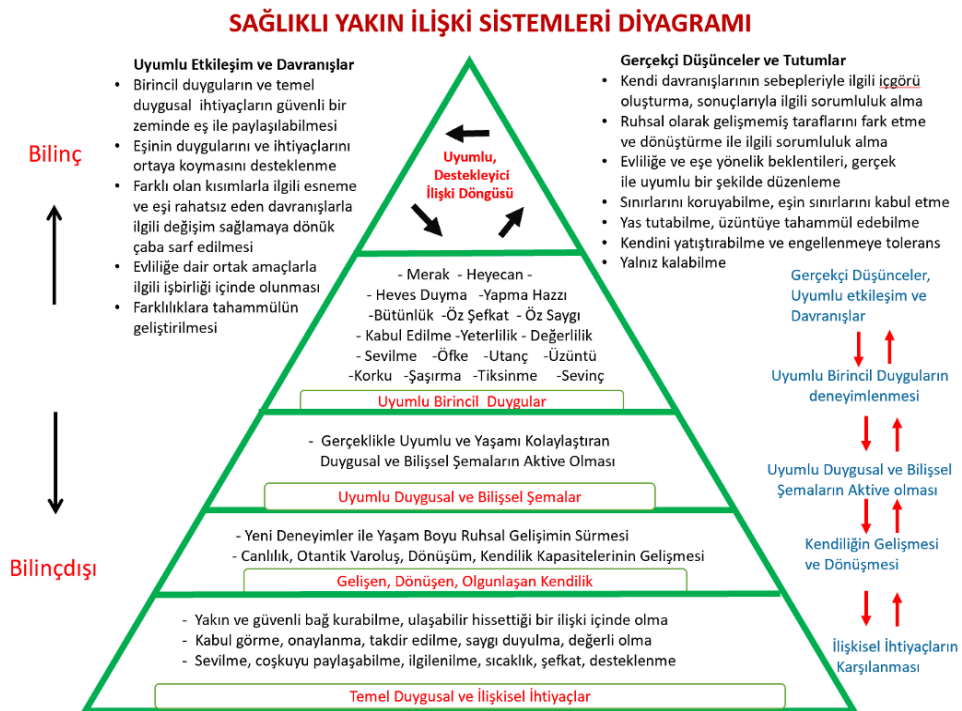 SAĞLIKLI YAKIN İLİŞKİ SİSTEMLERİ DİYAGRAMI
Uyumlu Etkileşim ve Davranışlar
• Birincil duyguların ve temel
duygusal ihtiyaçların güvenli bir
zeminde eş ile paylaşılabilmesi
• Eşinin duygularını ve ihtiyaçlarını
ortaya koymasını desteklenme
• Farklı olan kısımlarla ilgili esneme
ve eşi rahatsız eden davranışlarla
ilgili değişim sağlamaya dönük
çaba sarf edilmesi
• Evliliğe dair ortak amaçlarla
ilgili işbirliği içinde olunması
• Farklılıklara tahammülün
geliştirilmesi
Gerçekçi Düşünceler ve Tutumlar
• Kendi davranışlarının sebepleriyle ilgili içgörü
oluşturma, sonuçlarıyla ilgili sorumluluk alma
• Ruhsal olarak gelişmemiş taraflarını fark etme
ve dönüştürme ile ilgili sorumluluk alma
• Evliliğe ve eşe yönelik beklentileri, gerçek
ile uyumlu bir şekilde düzenleme
• Sınırlarını koruyabilme, eşin sınırlarını kabul etme
• Yas tutabilme, üzüntüye tahammül edebilme
• Kendini yatıştırabilme ve engellenmeye tolerans
• Yalnız kalabilme
Bilinç
Bilinçdışı
Uyumlu,
Destekleyici
İlişki Döngüsü
- Merak - Heyecan -
- Heves Duyma -Yapma Hazzı
-Bütünlük - Öz Şefkat - Öz Saygı
- Kabul Edilme -Yeterlilik - Değerlilik
- Sevilme -Öfke -Utanç -Üzüntü
-Korku -Şaşırma -Tiksinme -Sevinç
Uyumlu Birincil Duygular
- Gerçeklikle Uyumlu ve Yaşamı Kolaylaştıran
Duygusal ve Bilişsel Şemaların Aktive Olması
Uyumlu Duygusal ve Bilişsel Şemalar
- Yeni Deneyimler ile Yaşam Boyu Ruhsal Gelişimin Sürmesi
- Canlılık, Otantik Varoluş, Dönüşüm, Kendilik Kapasitelerinin Gelişmesi
Gelişen, Dönüşen, Olgunlaşan Kendilik
- Yakın ve güvenli bağ kurabilme, ulaşabilir hissettiği bir ilişki içinde olma
- Kabul görme, onaylanma, takdir edilme, saygı duyulma, değerli olma
- Sevilme, coşkuyu paylaşabilme, ilgilenilme, sıcaklık, şefkat, desteklenme
Temel Duygusal ve İlişkisel İhtiyaçlar
Gerçekçi Düşünceler,
Uyumlu etkileşim ve
Davranışlar
Uyumlu Birincil Duyguların
deneyimlenmesi
Uyumlu Duygusal ve Bilişsel
Şemaların Aktive olması
Kendiliğin Gelişmesi
ve Dönüşmesi
İlişkisel İhtiyaçların
Karşılanması